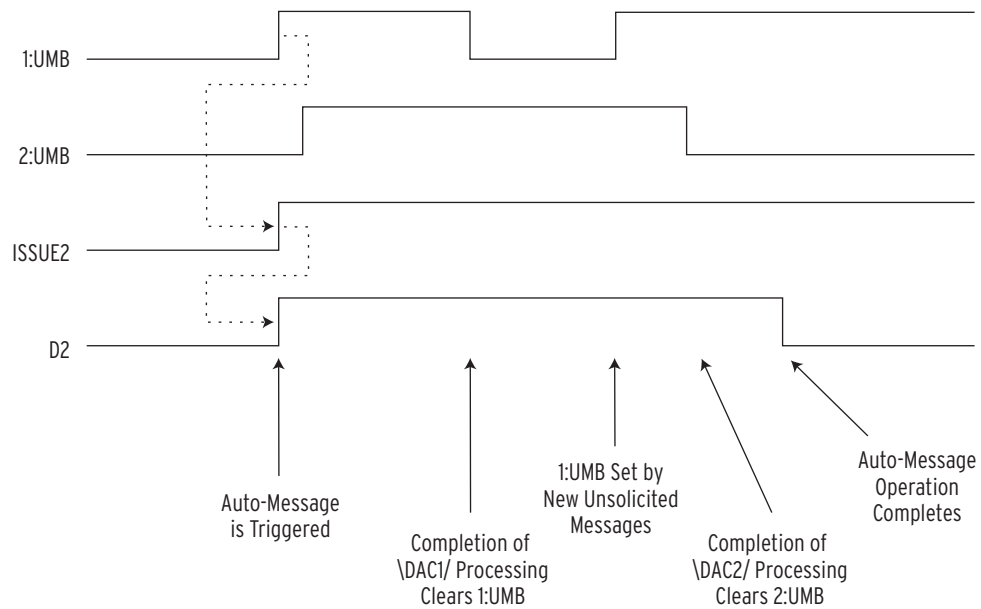 1:UMB
2:UMB
ISSUE2
D2
Auto-Message
is Triggered
Completion of
\DAC1/ Processing
Clears 1:UMB
1:UMB Set by
New Unsolicited
Messages
Completion of
\DAC2/ Processing
Clears 2:UMB
Auto-Message
Operation
Completes